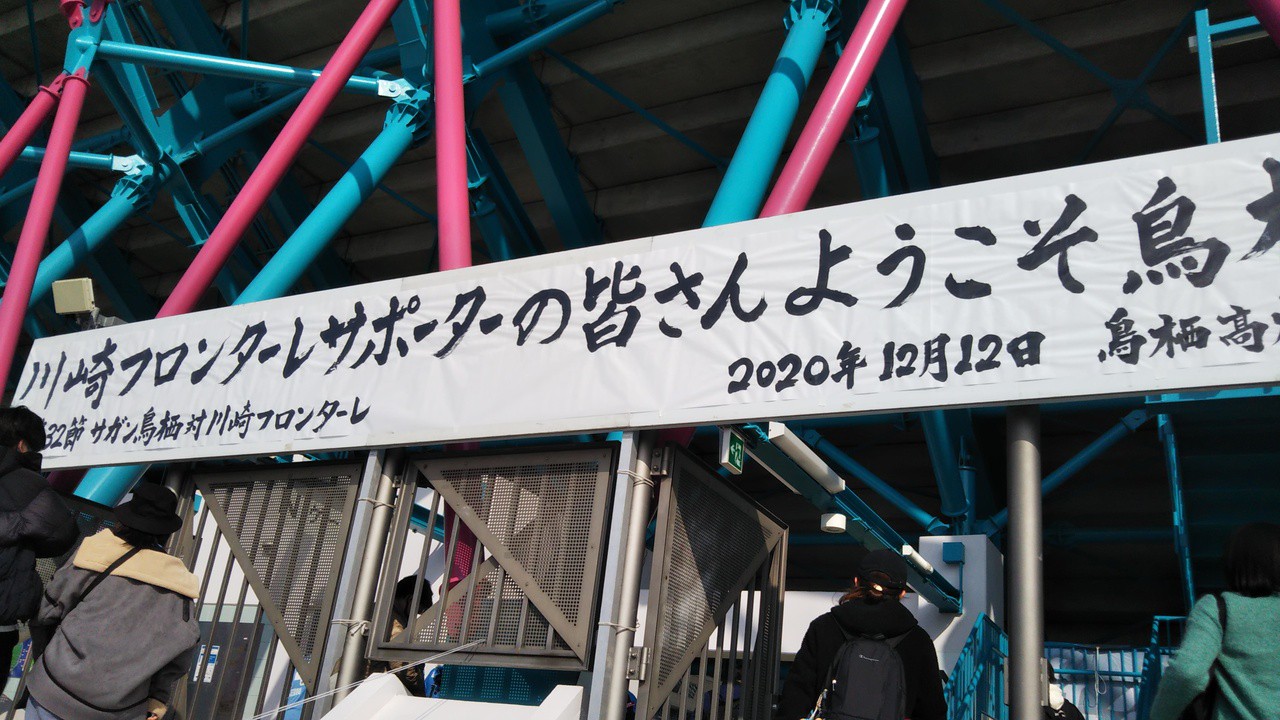 川崎フロンターレサポーターの皆さんようこそ鳥
第32節 サガン鳥栖対川崎フロンターレ
2020年12月12日
鳥栖高